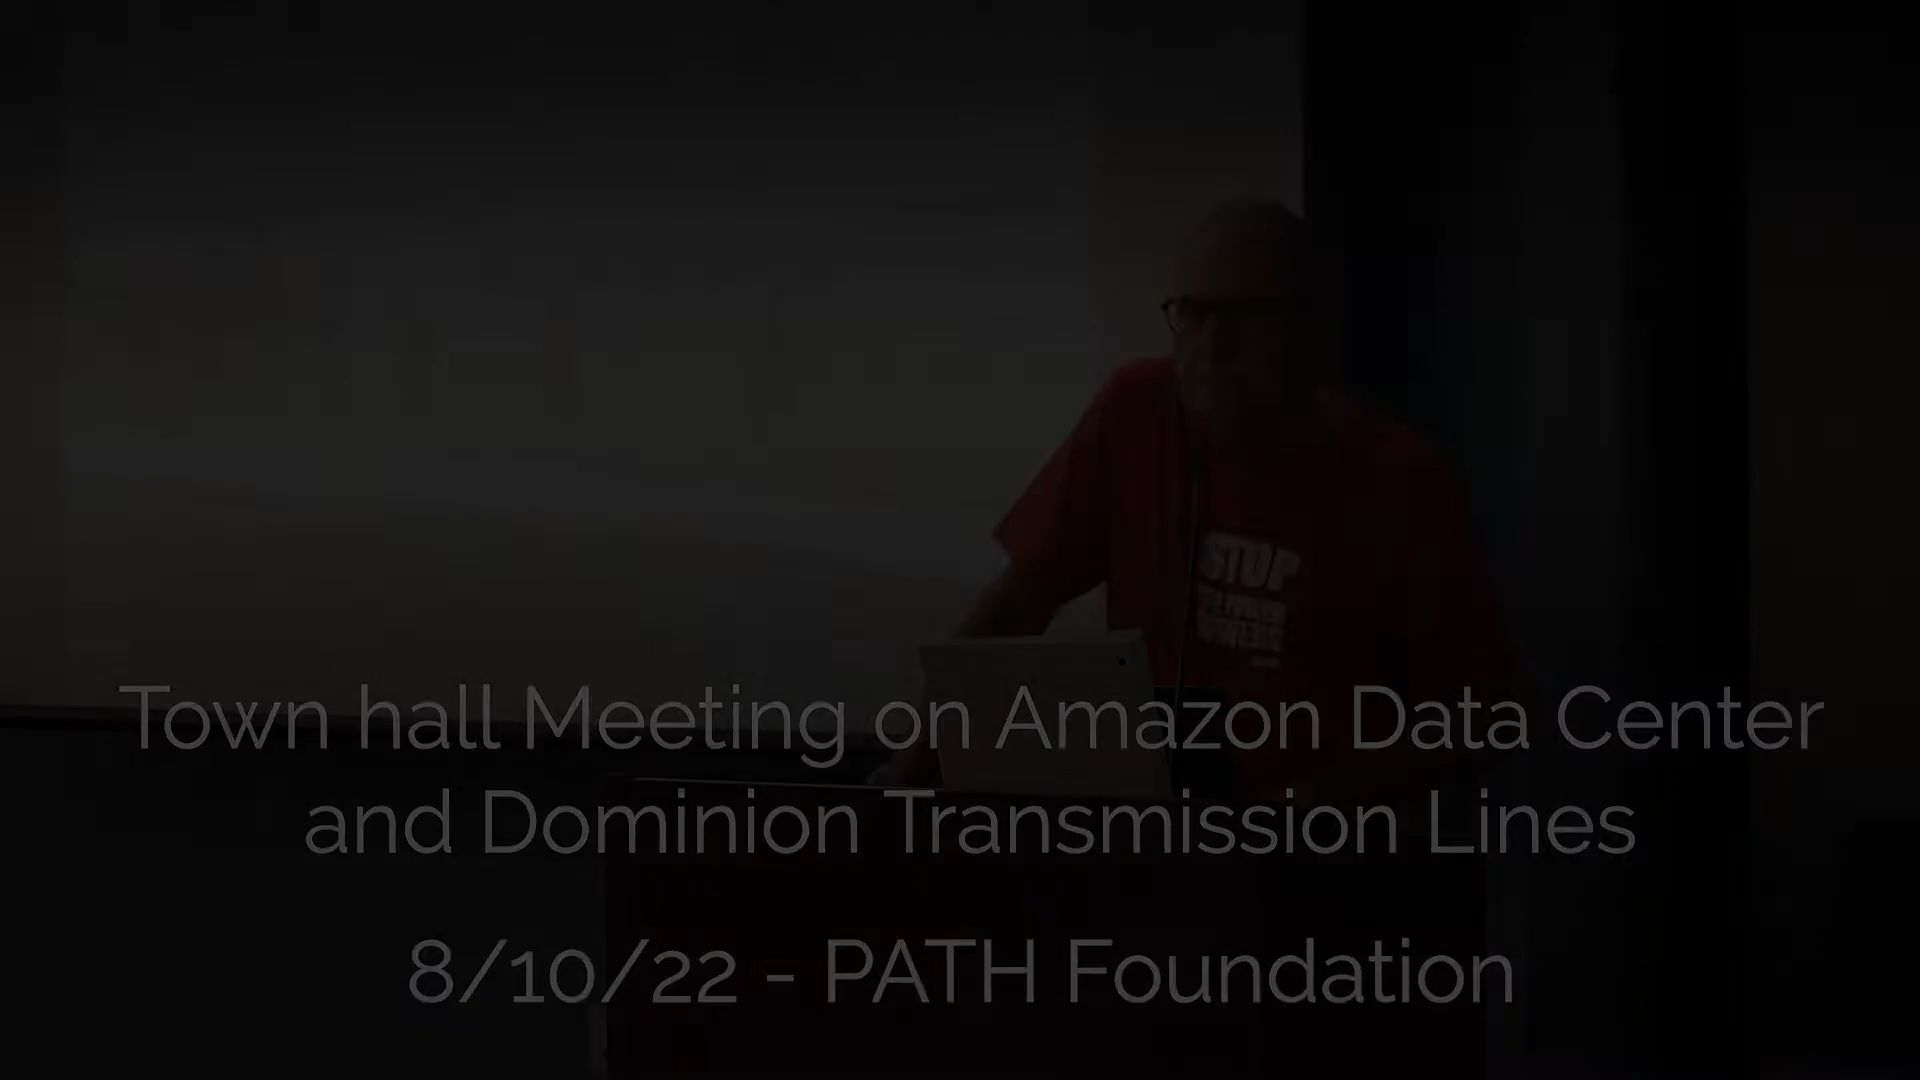 STOP
Town hall Meeting on Amazon Data Center
and Dominion Transmission Lines
8/10/22 - PATH Foundation